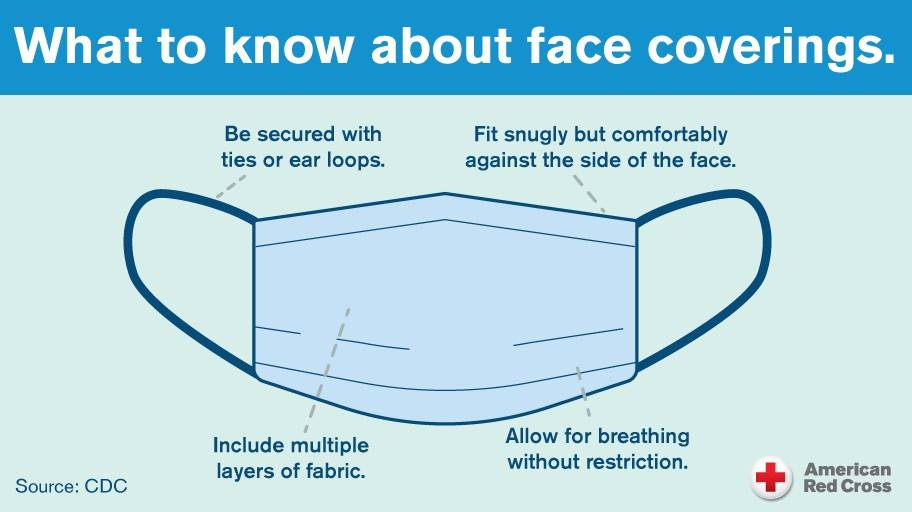 What to know about face coverings.
Be secured with
ties or ear loops.
Fit snugly but comfortably
against the side of the face.
Include multiple
layers of fabric.
Allow for breathing
without restriction.
Source: CDC
American
Red Cross